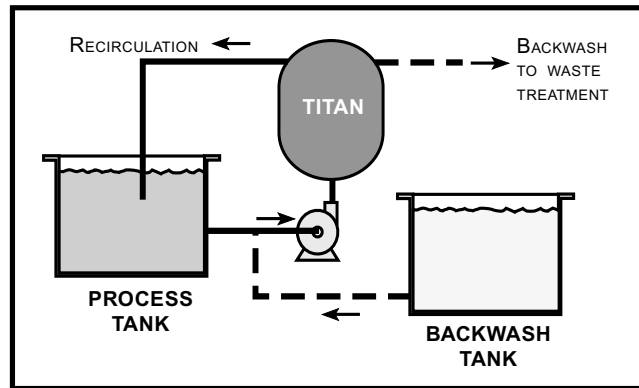 RECIRCULATION
BACKWASH
TO WASTE
TREATMENT
TITAN
PROCESS
TANK
BACKWASH
TANK